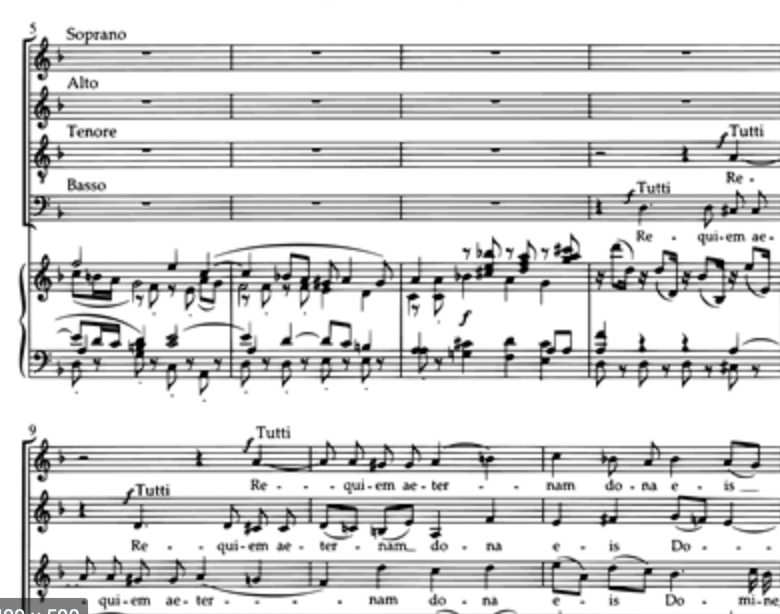 5
Soprano
Alto
Tenore
f Tutti
Re -
Basso
f Tutti
Re - qui-em ae-
f
9
f Tutti
Re - - qui-em ae-ter - - nam do-na e - is
f Tutti
Re - - qui-em ae - ter - nam do - na e - is Do - -
- qui-em ae-ter - - - nam do - na e - is Do - mi-ne